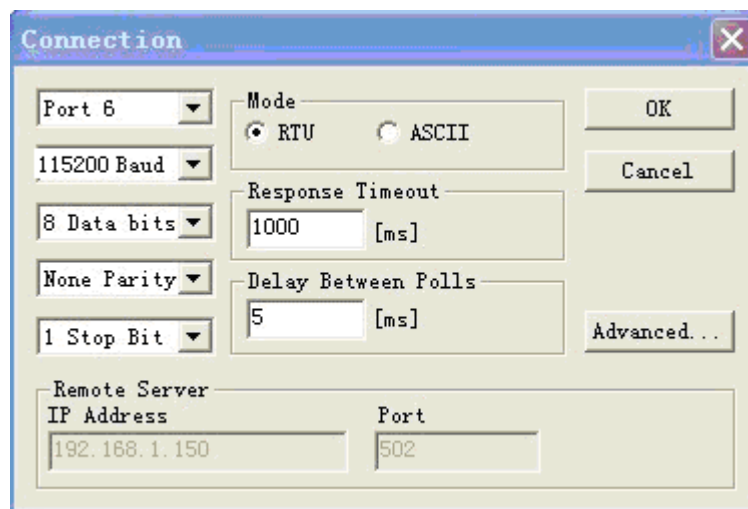 Connection
Port 6
115200 Baud
8 Data bits
None Parity
1 Stop Bit
Mode
RTU ASCII
Response Timeout
1000 [ms]
Delay Between Polls
5 [ms]
OK
Cancel
Advanced...
Remote Server
IP Address Port
192.168.1.150 502